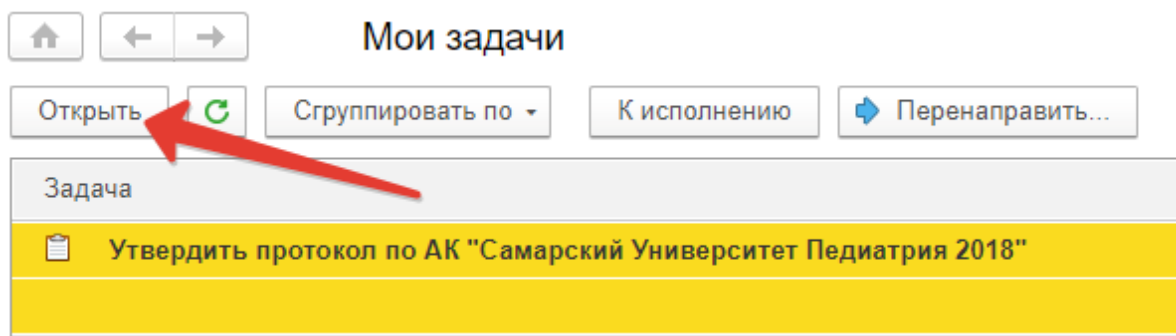 Мои задачи
Открыть Сгруппировать по К исполнению Перенаправить...
Задача
Утвердить протокол по АК "Самарский Университет Педиатрия 2018"